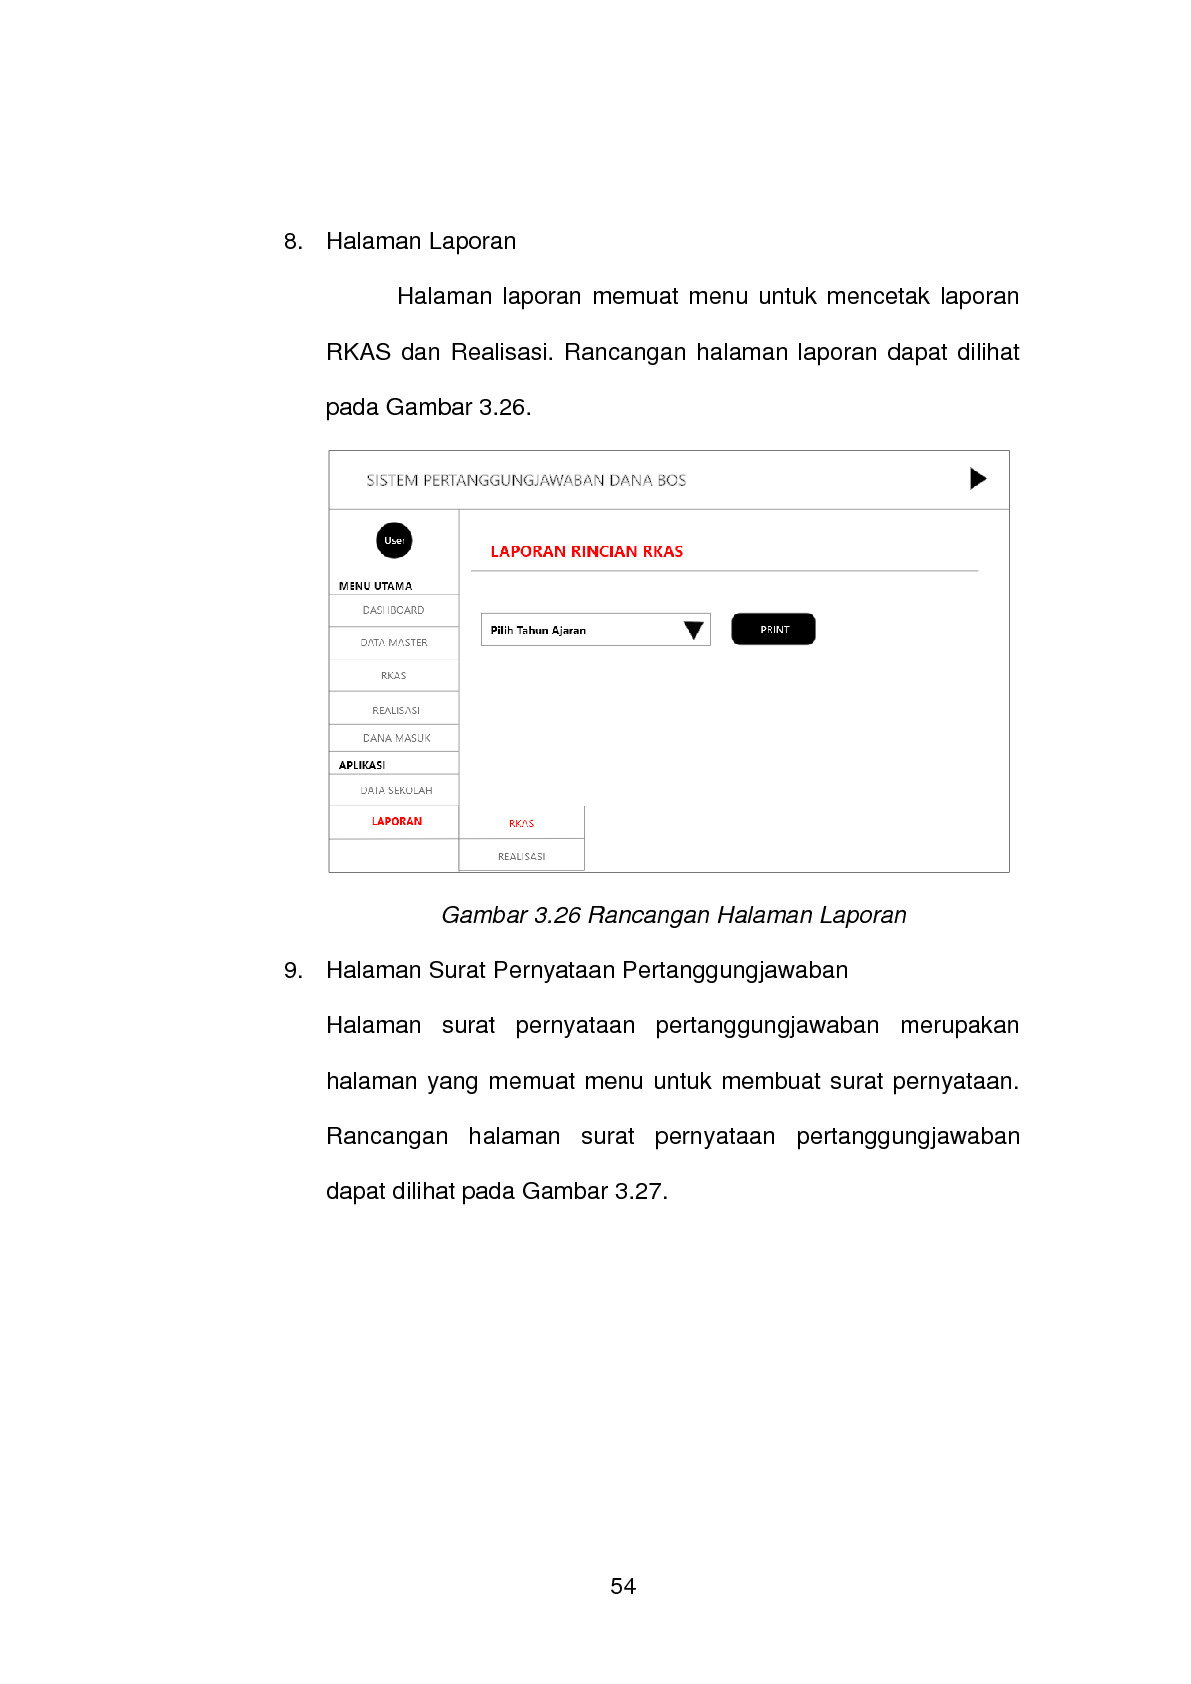 8. Halaman Laporan
Halaman laporan memuat menu untuk mencetak laporan
RKAS dan Realisasi. Rancangan halaman laporan dapat dilihat
pada Gambar 3.26.
SISTEM PERTANGGUNGJAWABAN DANA BOS
User
LAPORAN RINCIAN RKAS
MENU UTAMA
DASHBOARD
Pilih Tahun Ajaran
PRINT
DATA MASTER
RKAS
REALISASI
DANA MASUK
APLIKASI
DATA SEKOLAH
LAPORAN
RKAS
REALISASI
Gambar 3.26 Rancangan Halaman Laporan
9. Halaman Surat Pernyataan Pertanggungjawaban
Halaman surat pernyataan pertanggungjawaban merupakan
halaman yang memuat menu untuk membuat surat pernyataan.
Rancangan halaman surat pernyataan pertanggungjawaban
dapat dilihat pada Gambar 3.27.
54